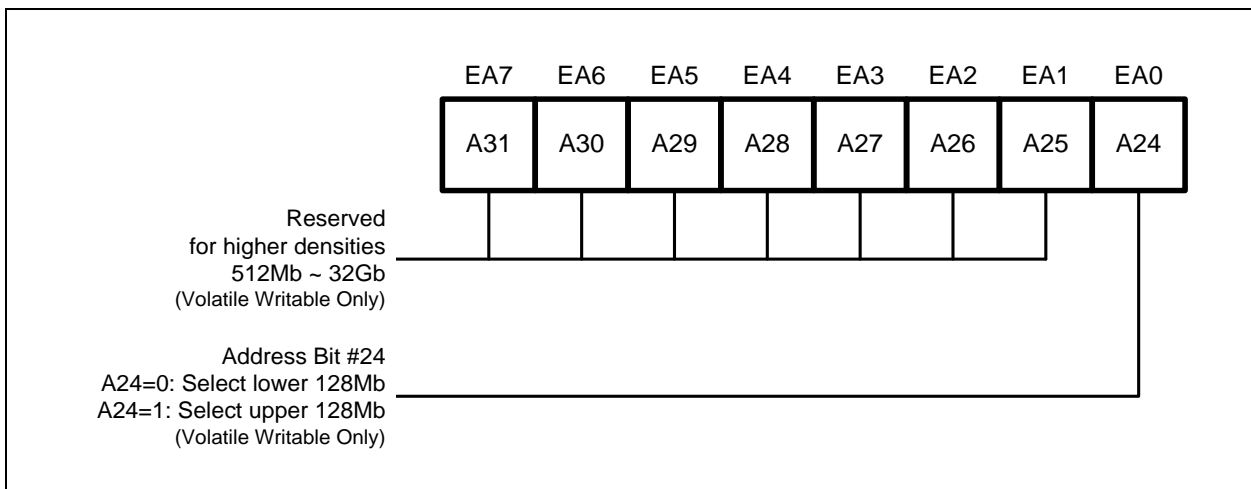 EA7 EA6 EA5 EA4 EA3 EA2 EA1 EA0
A31 A30 A29 A28 A27 A26 A25 A24
Reserved
for higher densities
512Mb ~ 32Gb
(Volatile Writable Only)
Address Bit #24
A24=0: Select lower 128Mb
A24=1: Select upper 128Mb
(Volatile Writable Only)